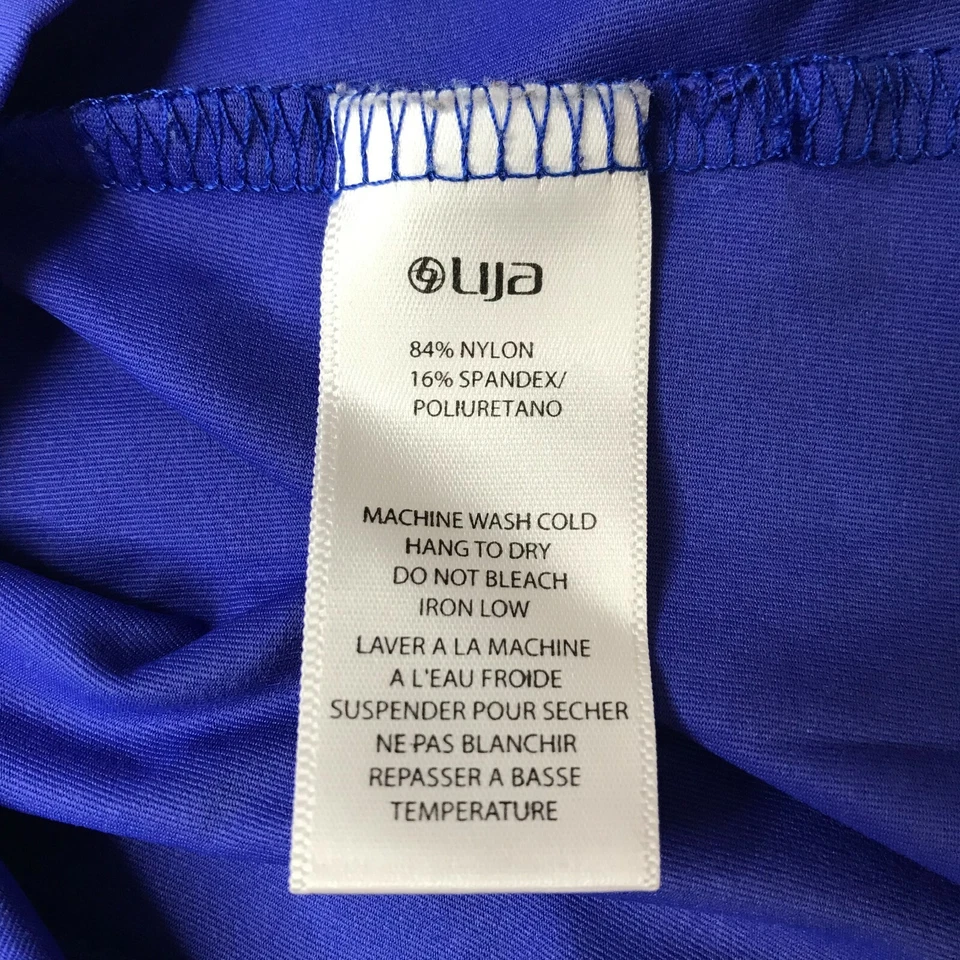 Lija
84% NYLON
16% SPANDEX/
POLIURETANO
MACHINE WASH COLD
HANG TO DRY
DO NOT BLEACH
IRON LOW
LAVER A LA MACHINE
A L'EAU FROIDE
SUSPENDER POUR SECHER
NE PAS BLANCHIR
REPASSER A BASSE
TEMPERATURE